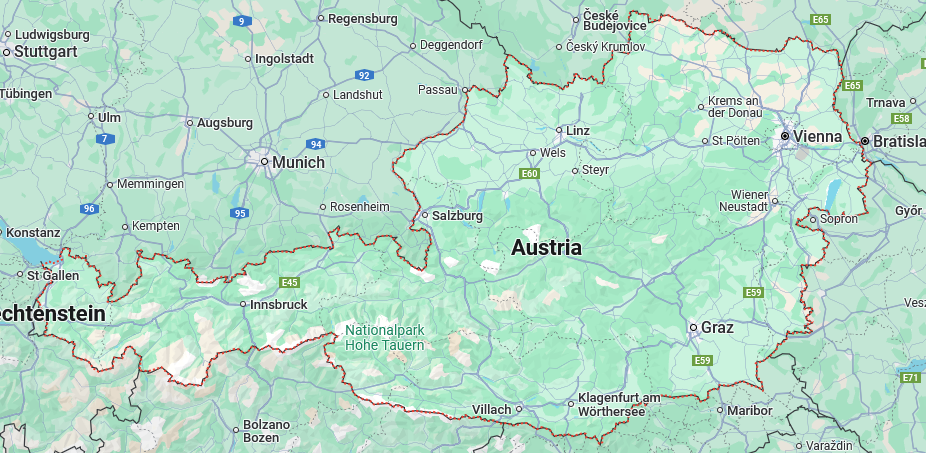 Regensburg
České
Budějovice
E65
9
Ludwigsburg
Stuttgart
Deggendorf
Český Krumlov
Ingolstadt
92
Passau
E65
Tübingen
Landshut
Trnava
Krems an
der Donau
Ulm
Augsburg
E58
Linz
7
94
St Pölten
Vienna
Bratisla
Munich
Wels
Steyr
E60
Memmingen
Wiener
Neustadt
96
95
Rosenheim
Salzburg
Győr
Sopron
Konstanz
Kempten
Austria
St Gallen
E45
E59
Innsbruck
Vesz
echtenstein
Nationalpark
Hohe Tauern
Graz
E59
E71
Klagenfurt am
Wörthersee
Villach
Maribor
Bolzano
Bozen
Varaždin